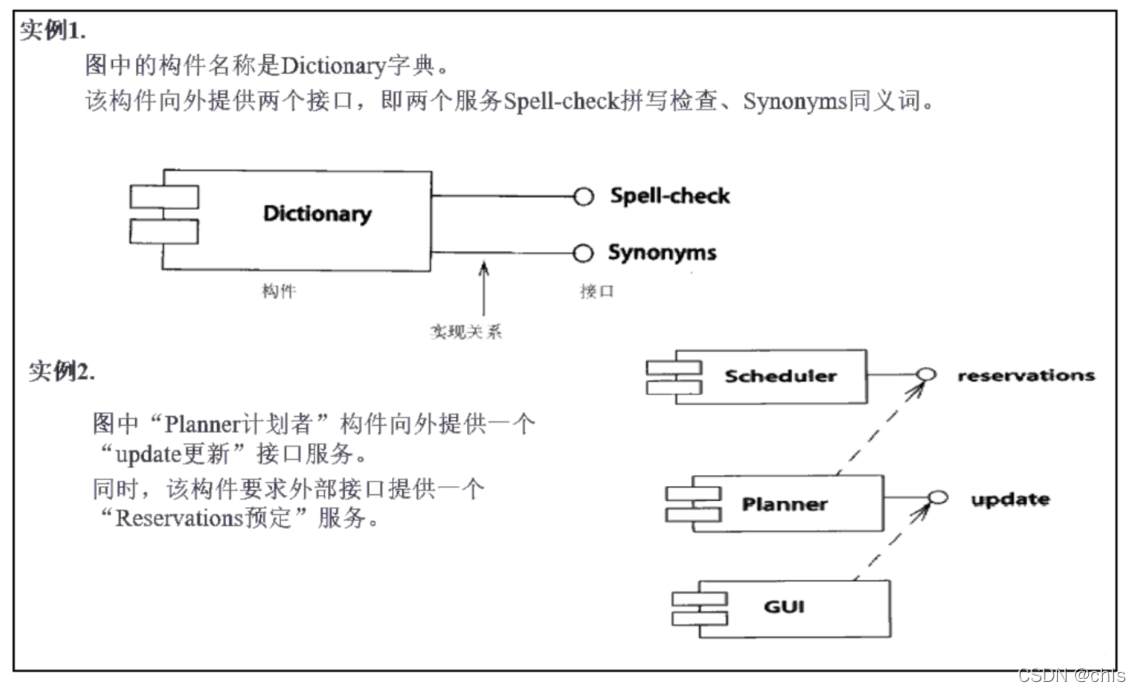 实例1.
图中的构件名称是Dictionary字典。
该构件向外提供两个接口，即两个服务Spell-check拼写检查、Synonyms同义词。
Dictionary
Spell-check
Synonyms
构件
接口
实现关系
实例2.
图中“Planner计划者”构件向外提供一个
“update更新”接口服务。
同时，该构件要求外部接口提供一个
“Reservations预定”服务。
Scheduler
reservations
Planner
update
GUI
CSDN @chls